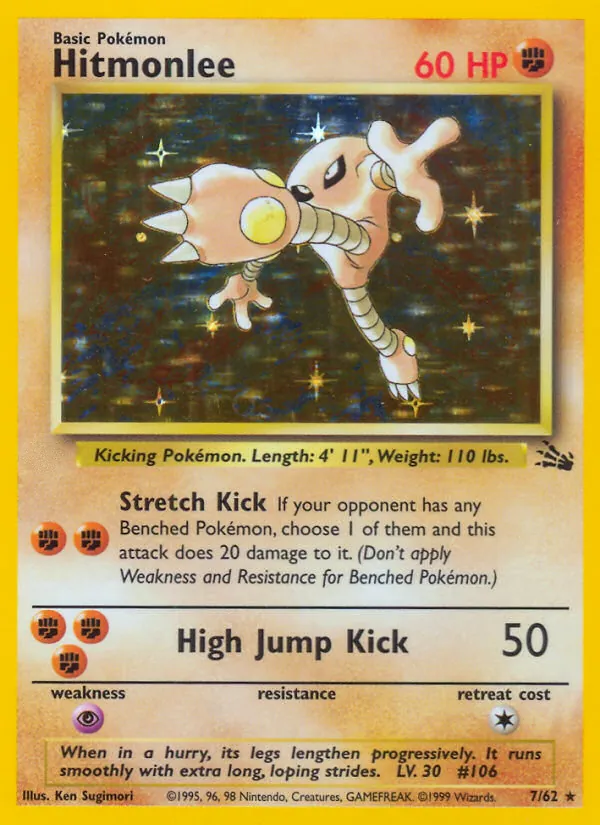 Basic Pokémon
Hitmonlee
60 HP
Kicking Pokémon. Length: 4' 11", Weight: 110 lbs.
Stretch Kick If your opponent has any
Benched Pokémon, choose 1 of them and this
attack does 20 damage to it. (Don't apply
Weakness and Resistance for Benched Pokémon.)
High Jump Kick 50
weakness resistance retreat cost
When in a hurry, its legs lengthen progressively. It runs
smoothly with extra long, loping strides. LV. 30 #106
Illus. Ken Sugimori ©1995, 96, 98 Nintendo, Creatures, GAMEFREAK. ©1999 Wizards. 7/62 ★